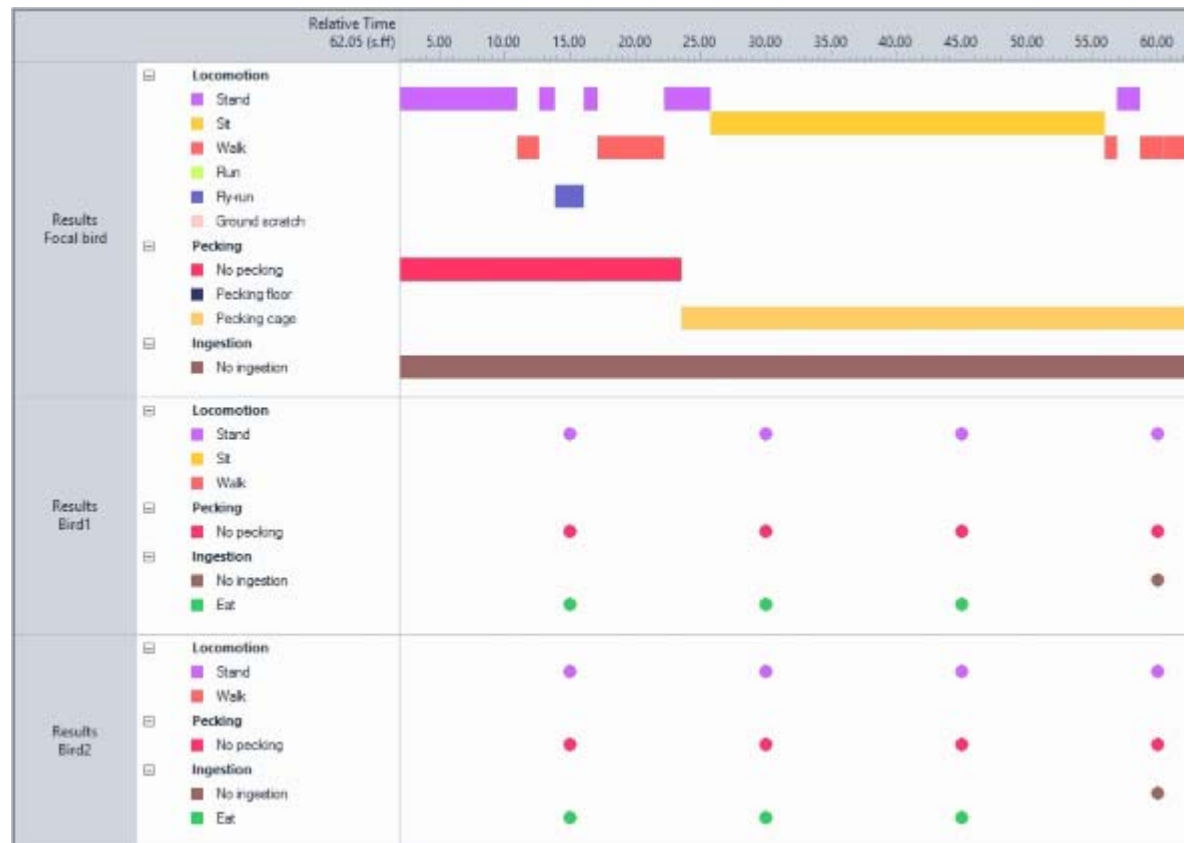 Relative Time
62.05 (s.ff)
5.00 10.00 15.00 20.00 25.00 30.00 35.00 40.00 45.00 50.00 55.00 60.00
Results
Focal bird
Locomotion
Stand
Sit
Walk
Run
Fly-run
Ground scratch
Pecking
No pecking
Pecking floor
Pecking cage
Ingestion
No ingestion
Results
Bird1
Locomotion
Stand
Sit
Walk
Pecking
No pecking
Ingestion
No ingestion
Eat
Results
Bird2
Locomotion
Stand
Walk
Pecking
No pecking
Ingestion
No ingestion
Eat